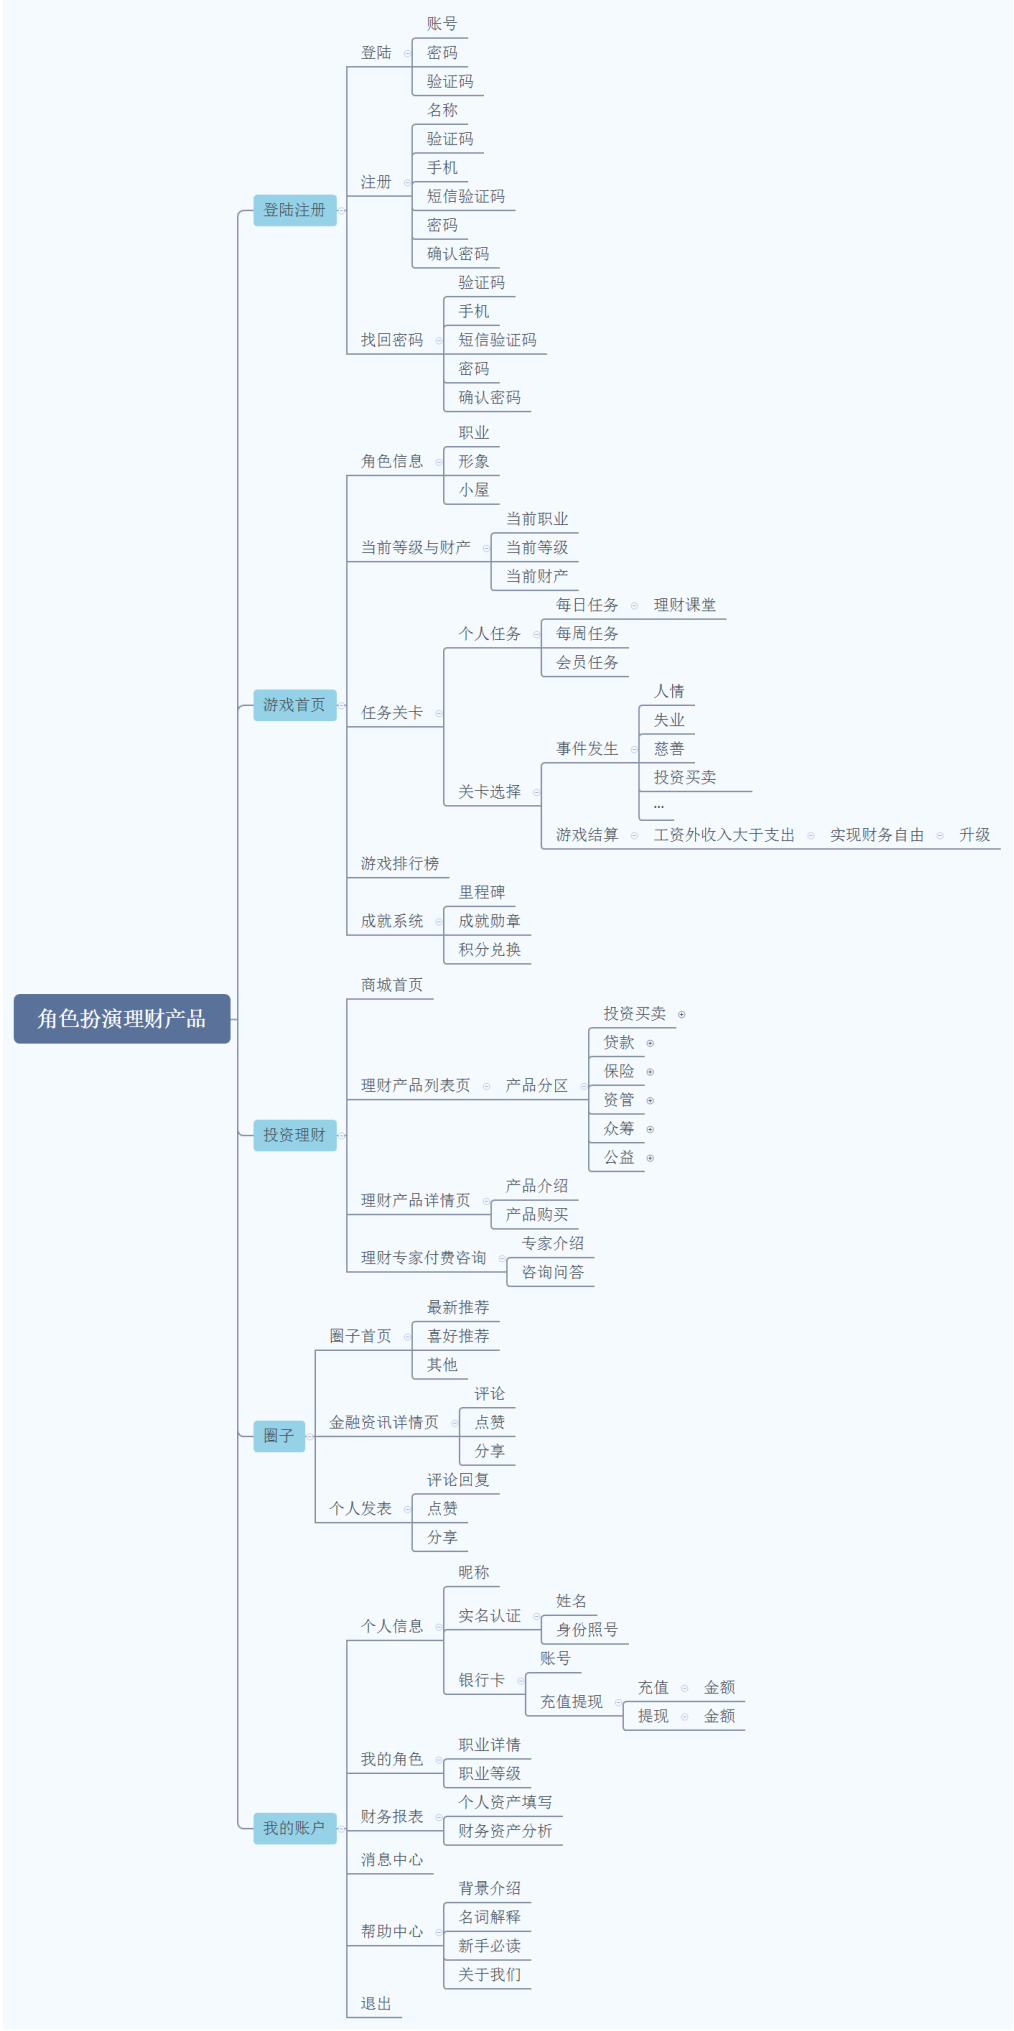 角色扮演理财产品
登陆注册
登陆
账号
密码
验证码
注册
名称
验证码
手机
短信验证码
密码
确认密码
找回密码
验证码
手机
短信验证码
密码
确认密码
游戏首页
角色信息
职业
形象
小屋
当前等级与财产
当前职业
当前等级
当前财产
任务关卡
个人任务
每日任务
理财课堂
每周任务
会员任务
关卡选择
事件发生
人情
失业
慈善
投资买卖
...
游戏结算
工资外收入大于支出
实现财务自由
升级
游戏排行榜
成就系统
里程碑
成就勋章
积分兑换
投资理财
商城首页
理财产品列表页
产品分区
投资买卖
贷款
保险
资管
众筹
公益
理财产品详情页
产品介绍
产品购买
理财专家付费咨询
专家介绍
咨询问答
圈子
圈子首页
最新推荐
喜好推荐
其他
金融资讯详情页
评论
点赞
分享
个人发表
评论回复
点赞
分享
我的账户
个人信息
昵称
实名认证
姓名
身份照号
银行卡
账号
充值提现
充值
金额
提现
金额
我的角色
职业详情
职业等级
财务报表
个人资产填写
财务资产分析
消息中心
帮助中心
背景介绍
名词解释
新手必读
关于我们
退出